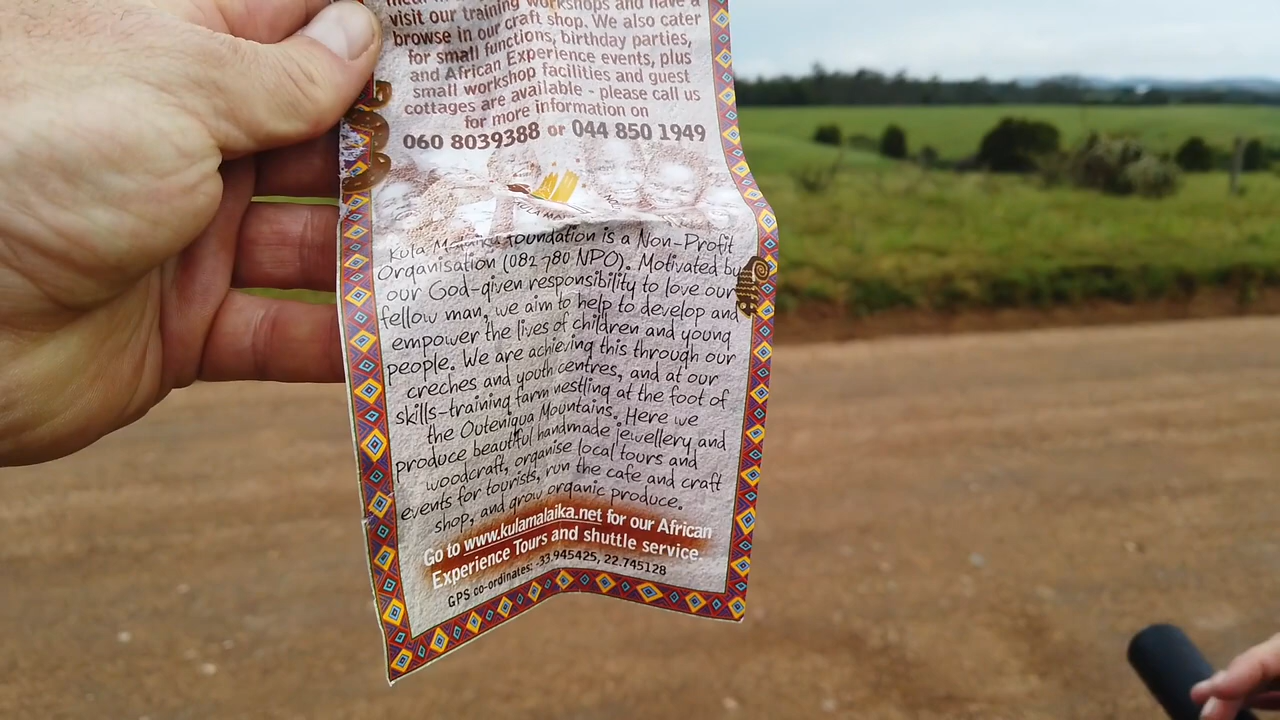 meal in our
visit our training workshops and have a
browse in our craft shop. We also cater
for small functions, birthday parties,
and African Experience events, plus
small workshop facilities and guest
cottages are available - please call us
for more information on
060 8039388 or 044 850 1949
Kula Malaika Foundation is a Non-Profit
Organisation (082 780 NPO). Motivated by
our God-given responsibility to love our
fellow man, we aim to help to develop and
empower the lives of children and young
people. We are achieving this through our
creches and youth centres, and at our
skills-training farm nestling at the foot of
the Outeniqua Mountains. Here we
produce beautiful handmade jewellery and
woodcraft, organise local tours and
events for tourists, run the cafe and craft
shop, and grow organic produce.
Go to www.kulamalaika.net for our African
Experience Tours and shuttle service
GPS co-ordinates: -33.945425, 22.745128